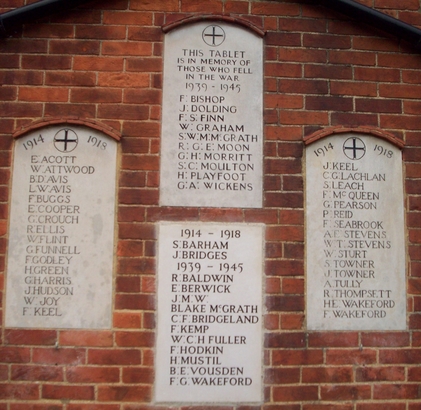 1914 1918
E. ACOTT
W. ATTWOOD
B. DAVIS
L. W. AVIS
F. BUGGS
E. COOPER
C. CROUCH
R. ELLIS
W. FLINT
G. FUNNELL
F. GODLEY
H. GREEN
G. HARRIS
J. HUDSON
W. JOY
F. KEEL
THIS TABLET
IS IN MEMORY OF
THOSE WHO FELL
IN THE WAR
1939 - 1945
F. BISHOP
J. DOLDING
F. S. FINN
W. GRAHAM
S. W. M. McGRATH
R. G. E. MOON
G. H. MORRITT
S. C. MOULTON
H. PLAYFOOT
G. A. WICKENS
1914 - 1918
S. BARHAM
J. BRIDGES
1939 - 1945
R. BALDWIN
E. BERWICK
J. M. W.
BLAKE McGRATH
C. F. BRIDGELAND
F. KEMP
W. C. H FULLER
F. HODKIN
H. MUSTIL
B. E. VOUSDEN
F. G. WAKEFORD
1914 1918
J. KEEL
C. G. LACHLAN
S. LEACH
F. McQUEEN
G. PEARSON
P. REID
F. SEABROOK
A. E. STEVENS
W. T. STEVENS
W. STURT
S. TOWNER
J. TOWNER
A. TULLY
R. THOMPSETT
H. E. WAKEFORD
F. WAKEFORD